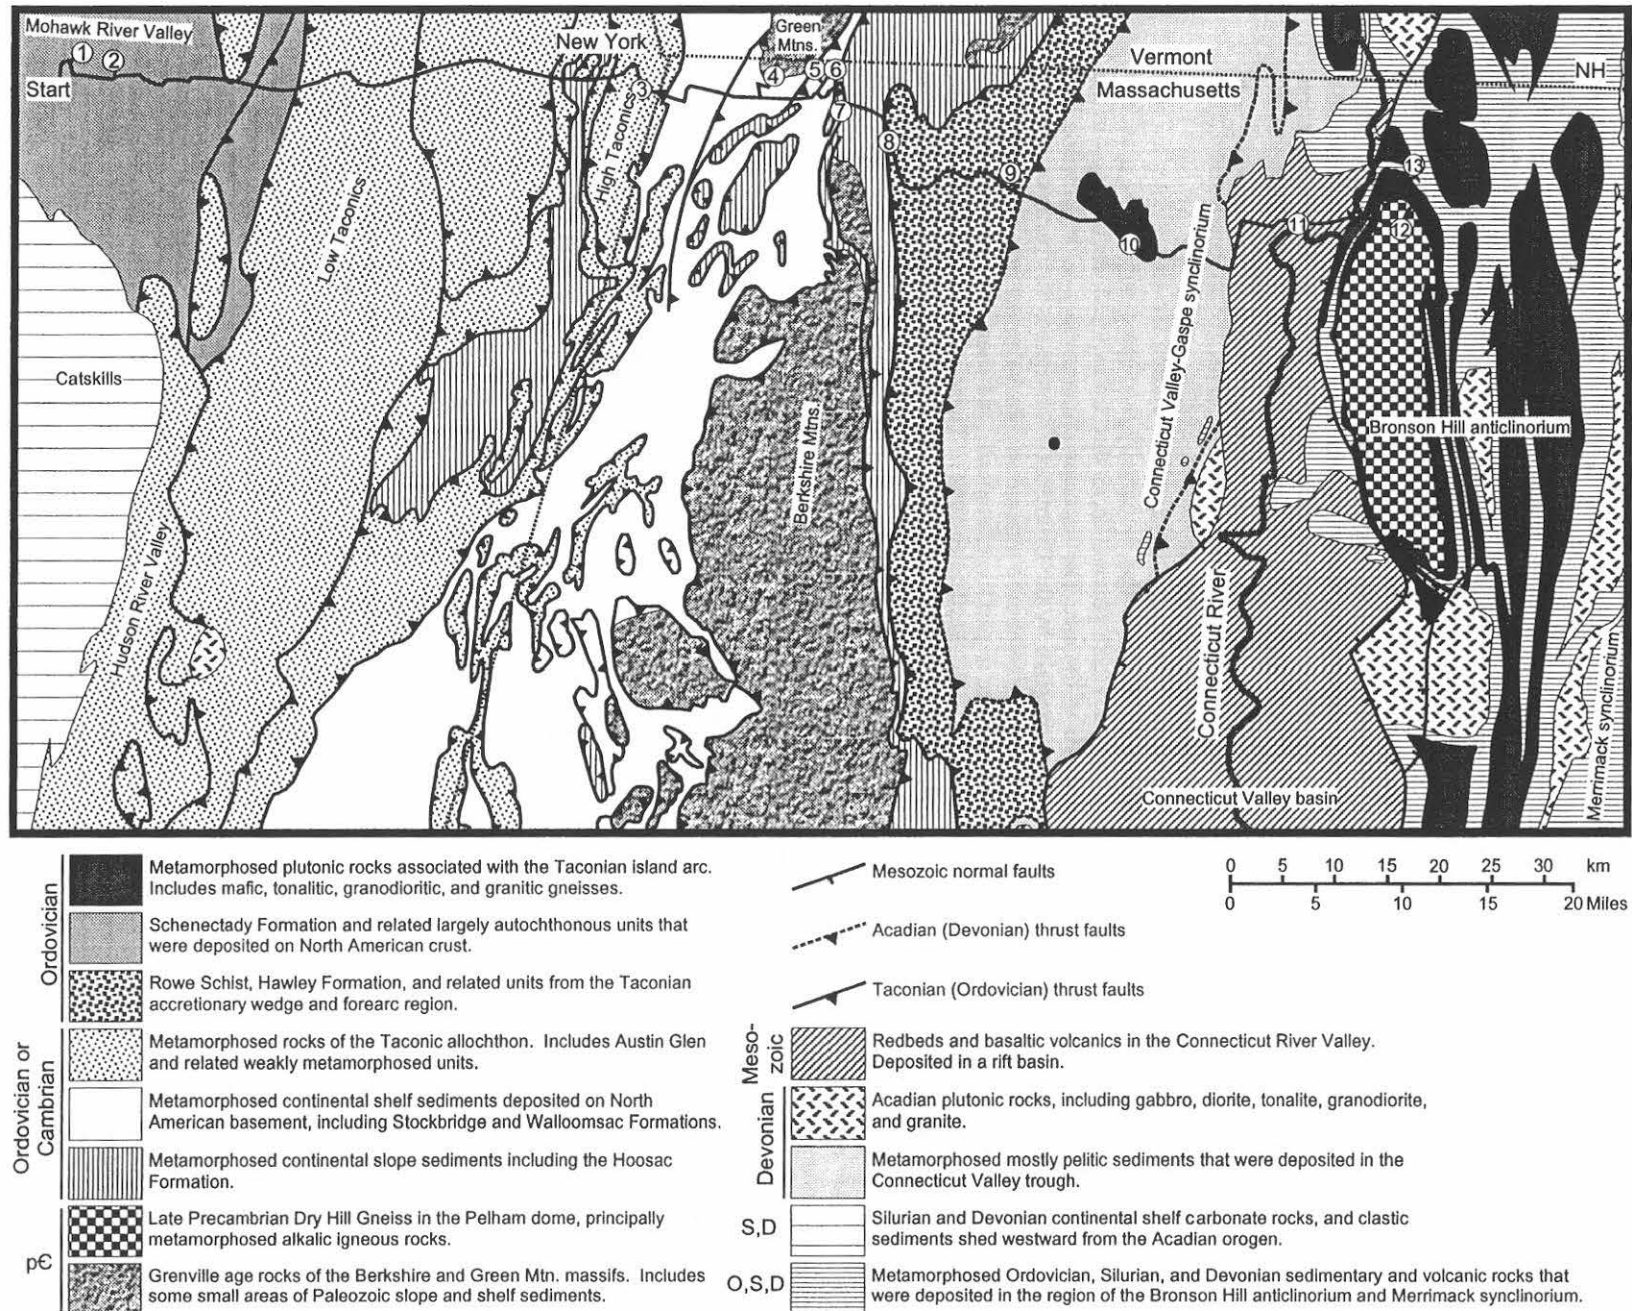 Mohawk River Valley
1
2
Start
New York
Green
Mtns.
3
4
5
6
7
8
9
10
11
12
13
Vermont
Massachusetts
NH
High Taconics
Low Taconics
Catskills
Hudson River Valley
Berkshire Mtns.
Connecticut Valley-Gaspe synclinorium
Bronson Hill anticlinorium
Connecticut River
Connecticut Valley basin
Merrimack synclinorium
Ordovician
Metamorphosed plutonic rocks associated with the Taconian island arc.
Includes mafic, tonalitic, granodioritic, and granitic gneisses.
Schenectady Formation and related largely autochthonous units that
were deposited on North American crust.
Rowe Schist, Hawley Formation, and related units from the Taconian
accretionary wedge and forearc region.
Ordovician or
Cambrian
Metamorphosed rocks of the Taconic allochthon. Includes Austin Glen
and related weakly metamorphosed units.
Metamorphosed continental shelf sediments deposited on North
American basement, including Stockbridge and Walloomsac Formations.
Metamorphosed continental slope sediments including the Hoosac
Formation.
pЄ
Late Precambrian Dry Hill Gneiss in the Pelham dome, principally
metamorphosed alkalic igneous rocks.
Grenville age rocks of the Berkshire and Green Mtn. massifs. Includes
some small areas of Paleozoic slope and shelf sediments.
Mesozoic normal faults
Acadian (Devonian) thrust faults
Taconian (Ordovician) thrust faults
0 5 10 15 20 25 30 km
0 5 10 15 20 Miles
Meso-
zoic
Redbeds and basaltic volcanics in the Connecticut River Valley.
Deposited in a rift basin.
Devonian
Acadian plutonic rocks, including gabbro, diorite, tonalite, granodiorite,
and granite.
Metamorphosed mostly pelitic sediments that were deposited in the
Connecticut Valley trough.
S,D
Silurian and Devonian continental shelf carbonate rocks, and clastic
sediments shed westward from the Acadian orogen.
O,S,D
Metamorphosed Ordovician, Silurian, and Devonian sedimentary and volcanic rocks that
were deposited in the region of the Bronson Hill anticlinorium and Merrimack synclinorium.